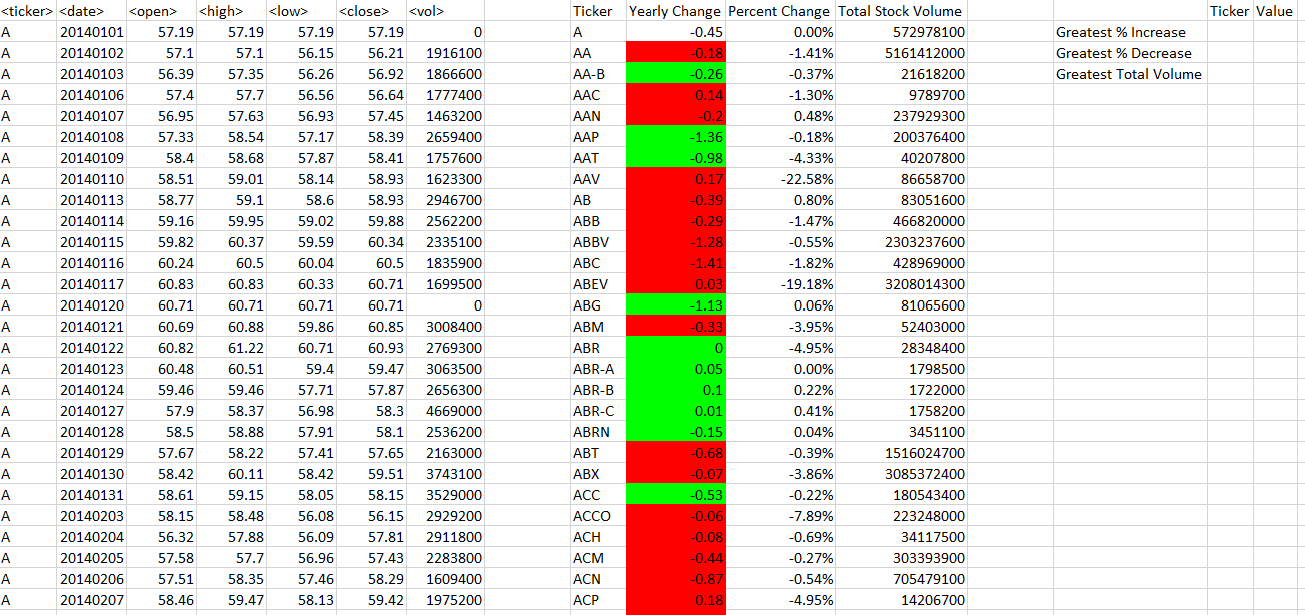 <ticker> <date> <open> <high> <low> <close> <vol> Ticker Yearly Change Percent Change Total Stock Volume Ticker Value
A 20140101 57.19 57.19 57.19 57.19 0 A -0.45 0.00% 572978100 Greatest % Increase
A 20140102 57.1 57.1 56.15 56.21 1916100 AA -0.18 -1.41% 5161412000 Greatest % Decrease
A 20140103 56.39 57.35 56.26 56.92 1866600 AA-B -0.26 -0.37% 21618200 Greatest Total Volume
A 20140106 57.4 57.7 56.56 56.64 1777400 AAC 0.14 -1.30% 9789700
A 20140107 56.95 57.63 56.93 57.45 1463200 AAN -0.2 0.48% 237929300
A 20140108 57.33 58.54 57.17 58.39 2659400 AAP -1.36 -0.18% 200376400
A 20140109 58.4 58.68 57.87 58.41 1757600 AAT -0.98 -4.33% 40207800
A 20140110 58.51 59.01 58.14 58.93 1623300 AAV 0.17 -22.58% 86658700
A 20140113 58.77 59.1 58.6 58.93 2946700 AB -0.39 0.80% 83051600
A 20140114 59.16 59.95 59.02 59.88 2562200 ABB -0.29 -1.47% 466820000
A 20140115 59.82 60.37 59.59 60.34 2335100 ABBV -1.28 -0.55% 2303237600
A 20140116 60.24 60.5 60.04 60.5 1835900 ABC -1.41 -1.82% 428969000
A 20140117 60.83 60.83 60.33 60.71 1699500 ABEV 0.03 -19.18% 3208014300
A 20140120 60.71 60.71 60.71 60.71 0 ABG -1.13 0.06% 81065600
A 20140121 60.69 60.88 59.86 60.85 3008400 ABM -0.33 -3.95% 52403000
A 20140122 60.82 61.22 60.71 60.93 2769300 ABR 0 -4.95% 28348400
A 20140123 60.48 60.51 59.4 59.47 3063500 ABR-A 0.05 0.00% 1798500
A 20140124 59.46 59.46 57.71 57.87 2656300 ABR-B 0.1 0.22% 1722000
A 20140127 57.9 58.37 56.98 58.3 4669000 ABR-C 0.01 0.41% 1758200
A 20140128 58.5 58.88 57.91 58.1 2536200 ABRN -0.15 0.04% 3451100
A 20140129 57.67 58.22 57.41 57.65 2163000 ABT -0.68 -0.39% 1516024700
A 20140130 58.42 60.11 58.42 59.51 3743100 ABX -0.07 -3.86% 3085372400
A 20140131 58.61 59.15 58.05 58.15 3529000 ACC -0.53 -0.22% 180543400
A 20140203 58.15 58.48 56.08 56.15 2929200 ACCO -0.06 -7.89% 223248000
A 20140204 56.32 57.88 56.09 57.81 2911800 ACH -0.08 -0.69% 34117500
A 20140205 57.58 57.7 56.96 57.43 2283800 ACM -0.44 -0.27% 303393900
A 20140206 57.51 58.35 57.46 58.29 1609400 ACN -0.87 -0.54% 705479100
A 20140207 58.46 59.47 58.13 59.42 1975200 ACP 0.18 -4.95% 14206700